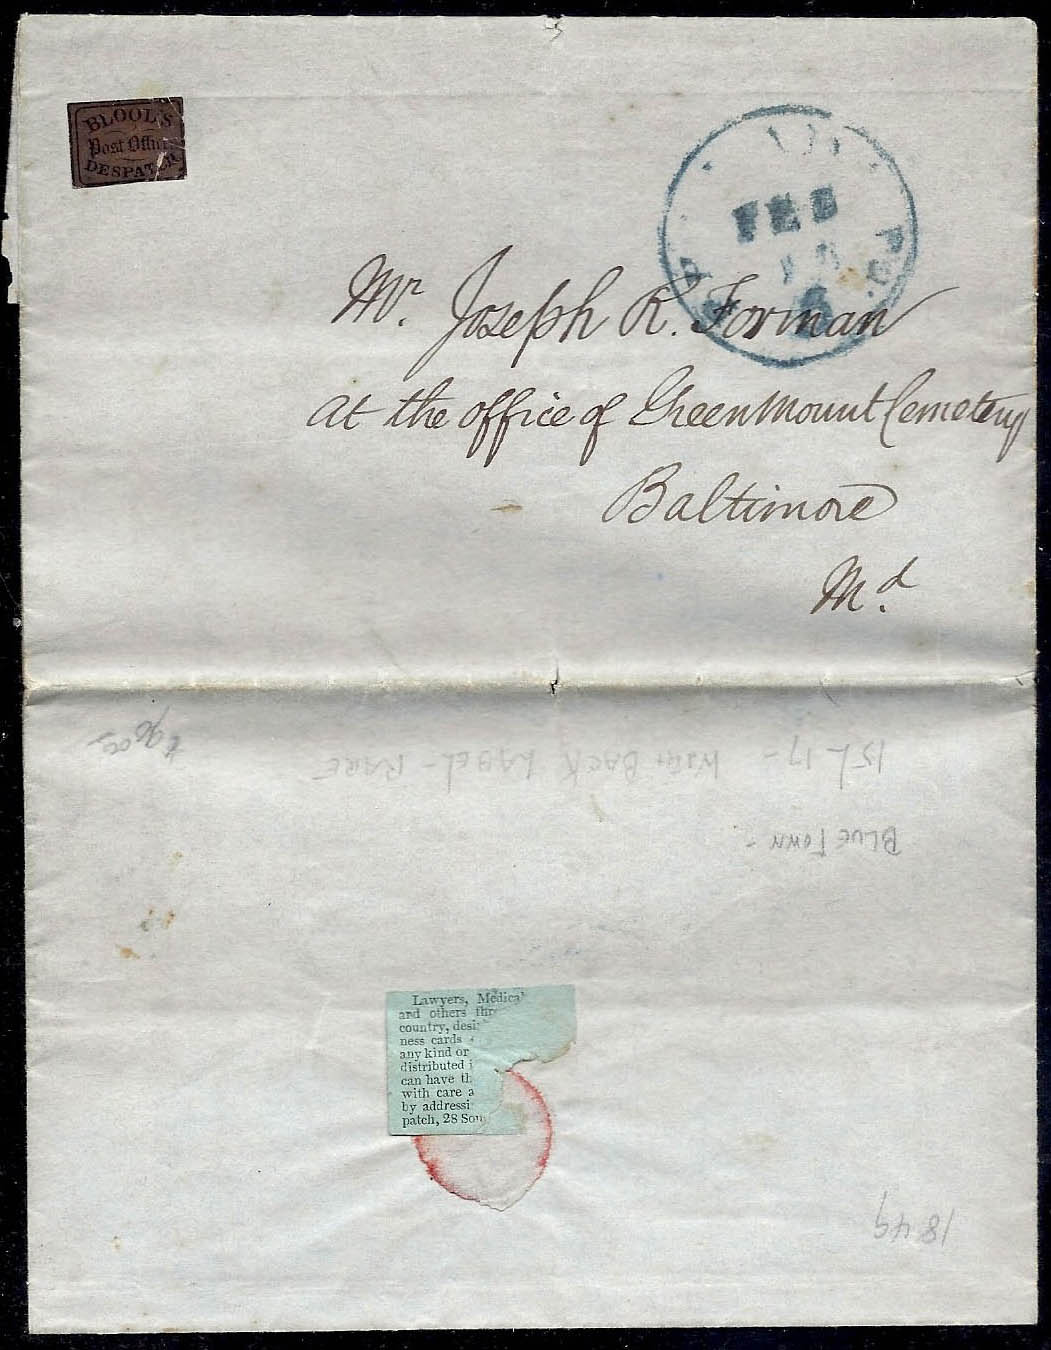 BLOOD'S
Post Office
DESPATCH
FEB
5
Pa.
Mr. Joseph R. Forman
At the office of Green Mount Cemetery
Baltimore
Md.
15L17 - WITH BACK LABEL - RARE
BLUE TOWN -
Lawyers, Medical
and others thr
country, desi
ness cards
any kind or
distributed i
can have th
with care a
by addressi
patch, 28 Sou
1849